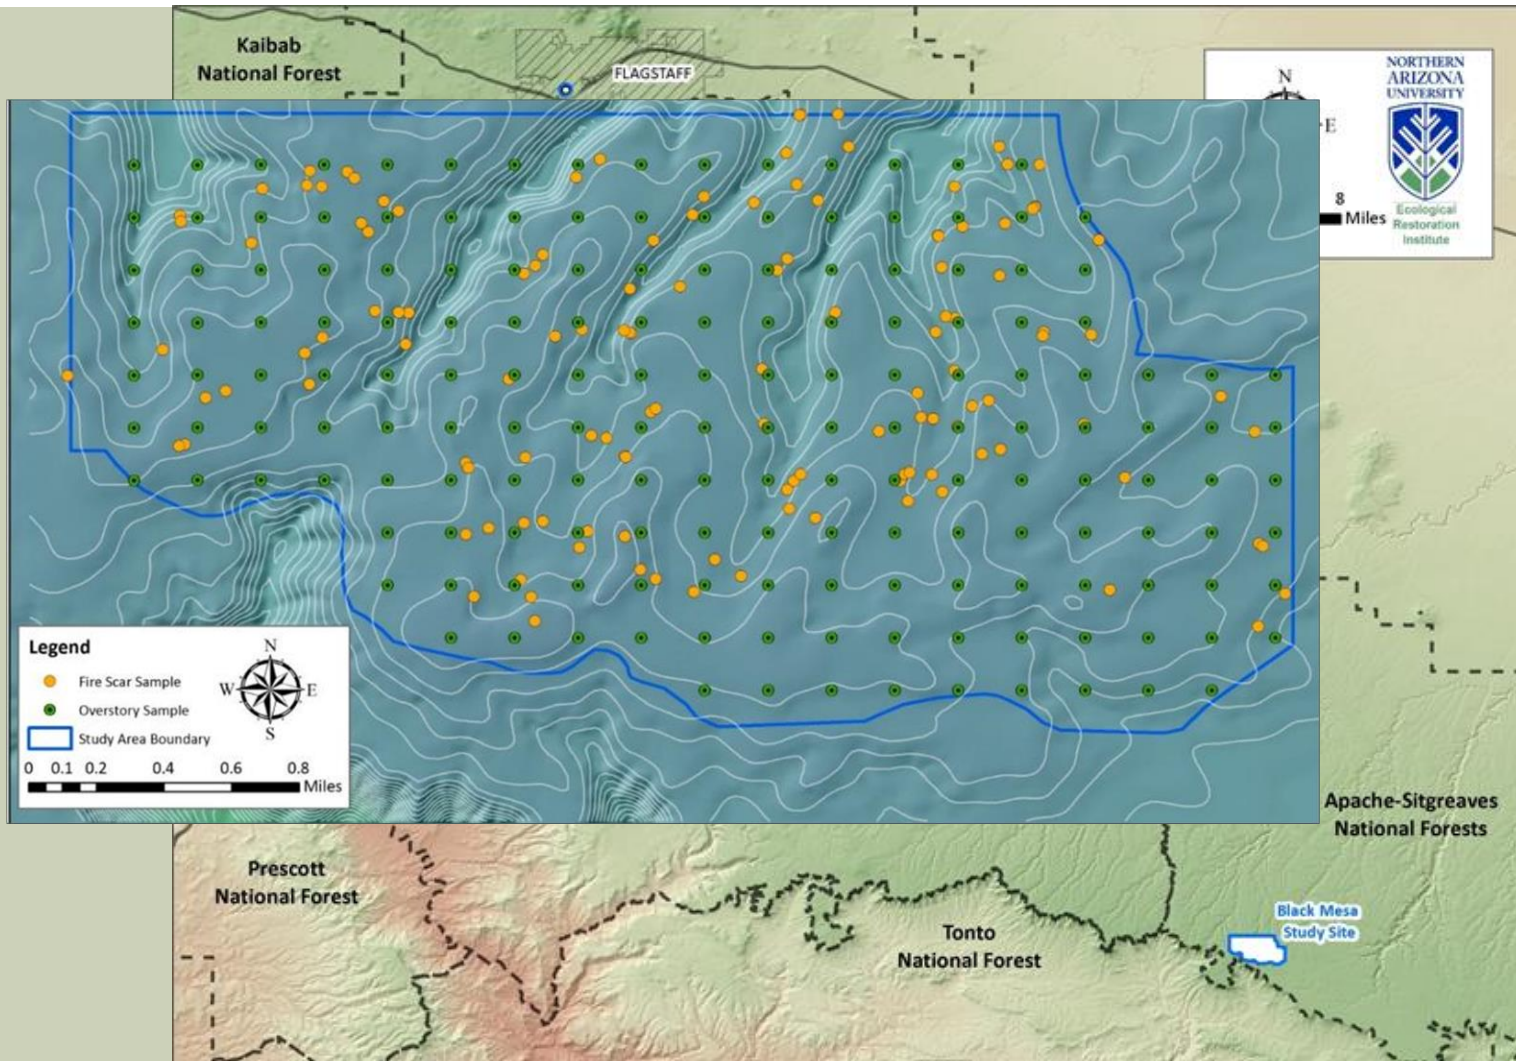 Kaibab
National Forest
FLAGSTAFF
N
E
8
Miles
NORTHERN
ARIZONA
UNIVERSITY
Ecological
Restoration
Institute
Legend
Fire Scar Sample
Overstory Sample
Study Area Boundary
N
W
E
S
0 0.1 0.2 0.4 0.6 0.8
Miles
Apache-Sitgreaves
National Forests
Prescott
National Forest
Tonto
National Forest
Black Mesa
Study Site